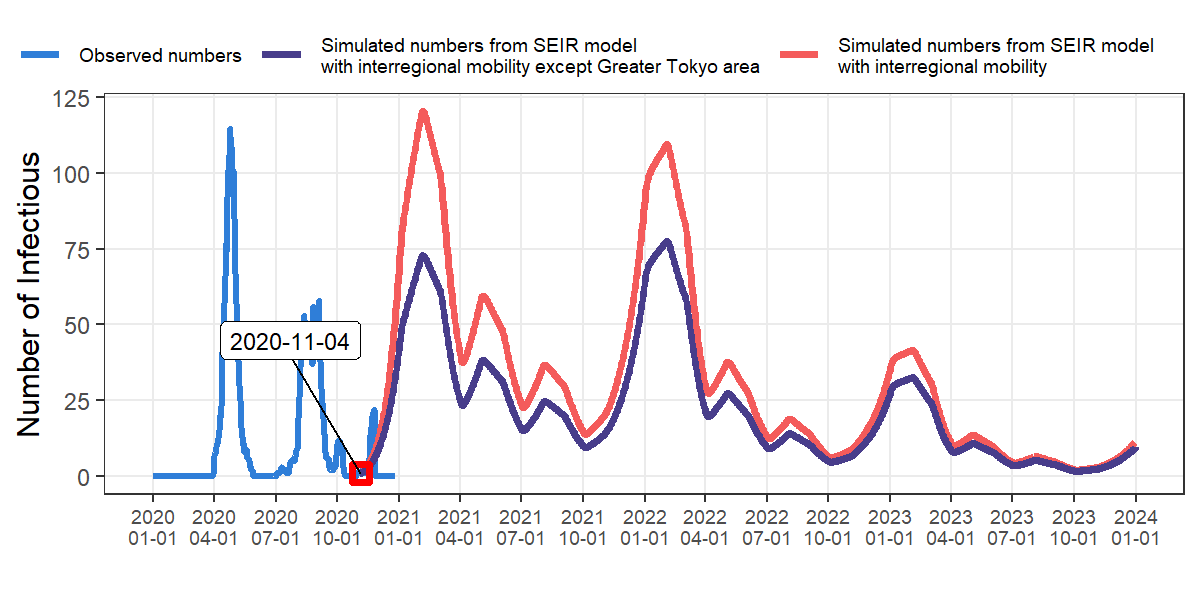 Observed numbers
Simulated numbers from SEIR model
with interregional mobility except Greater Tokyo area
Simulated numbers from SEIR model
with interregional mobility
Number of Infectious
125
100
75
50
25
0
2020-11-04
2020 2020 2020 2020 2021 2021 2021 2021 2022 2022 2022 2022 2023 2023 2023 2023 2024
01-01 04-01 07-01 10-01 01-01 04-01 07-01 10-01 01-01 04-01 07-01 10-01 01-01 04-01 07-01 10-01 01-01